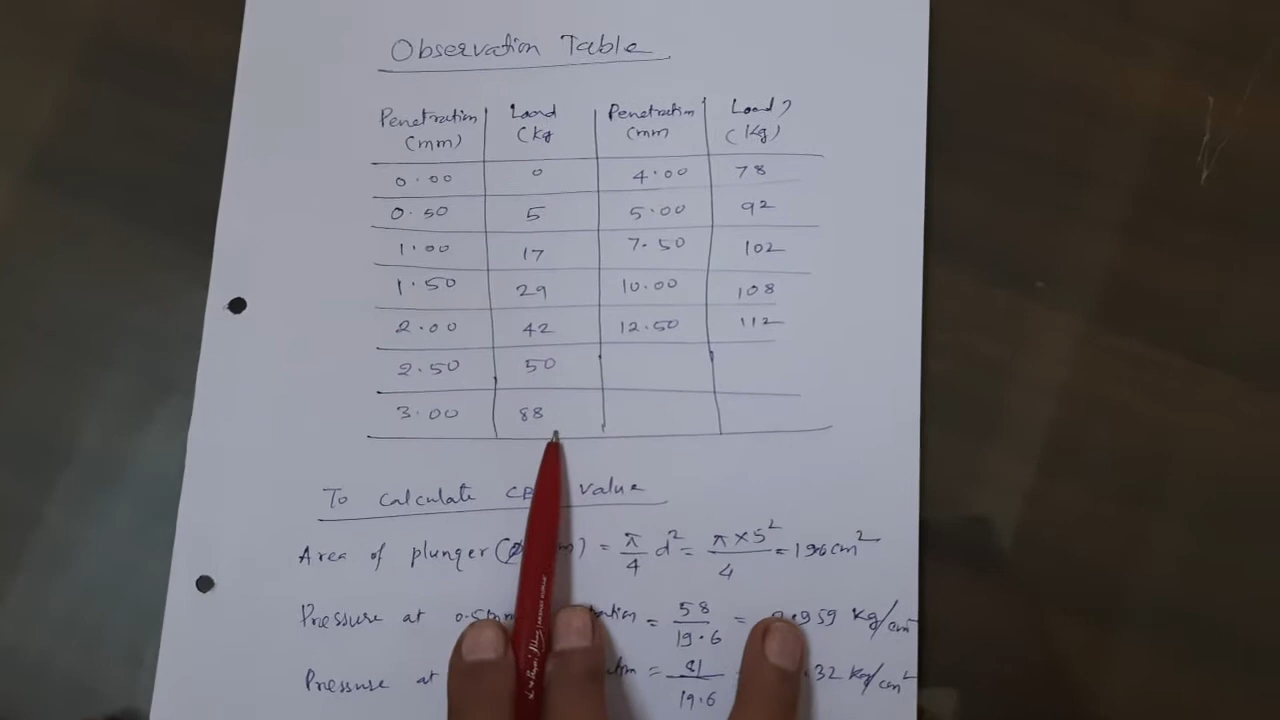 Observation Table
Penetration (mm) Load (Kg Penetration (mm Load (Kg)
0.00 0 4.00 78
0.50 5 5.00 92
1.00 17 7.50 102
1.50 29 10.00 108
2.00 42 12.50 112
2.50 50
3.00 88
To calculate value
Area of plunger = π/4 d² = π×5²/4 = 196cm²
Pressure at = 58/19.6 = Kg/cm²
Pressure at = 81/19.6 Kg/cm²